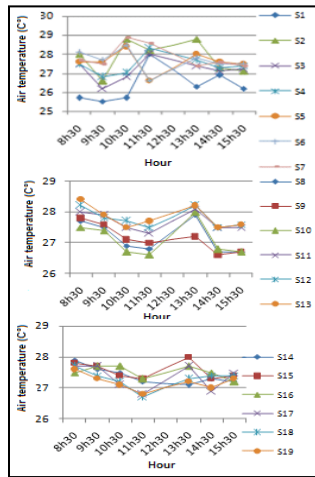 Air temperature (C°)
30
29
28
27
26
25
8h30
9h30
10h30
11h30
13h30
14h30
15h30
Hour
S1
S2
S3
S4
S5
S6
S7
S8
S9
S10
S11
S12
S13
Air temperature (C°)
29
28
27
26
8h30
9h30
10h30
11h30
13h30
14h30
15h30
Hour
Air temperature (C°)
29
28
27
26
8h30
9h30
10h30
11h30
13h30
14h30
15h30
Hour
S14
S15
S16
S17
S18
S19